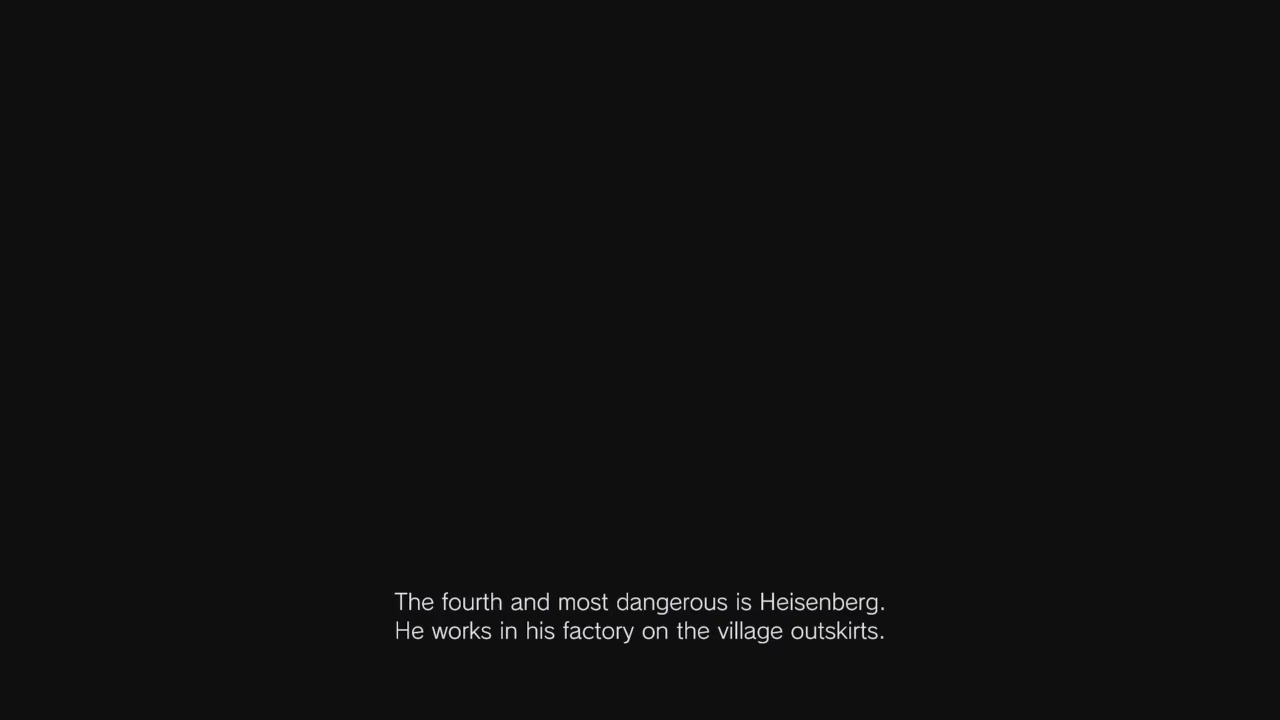 The fourth and most dangerous is Heisenberg.
He works in his factory on the village outskirts.